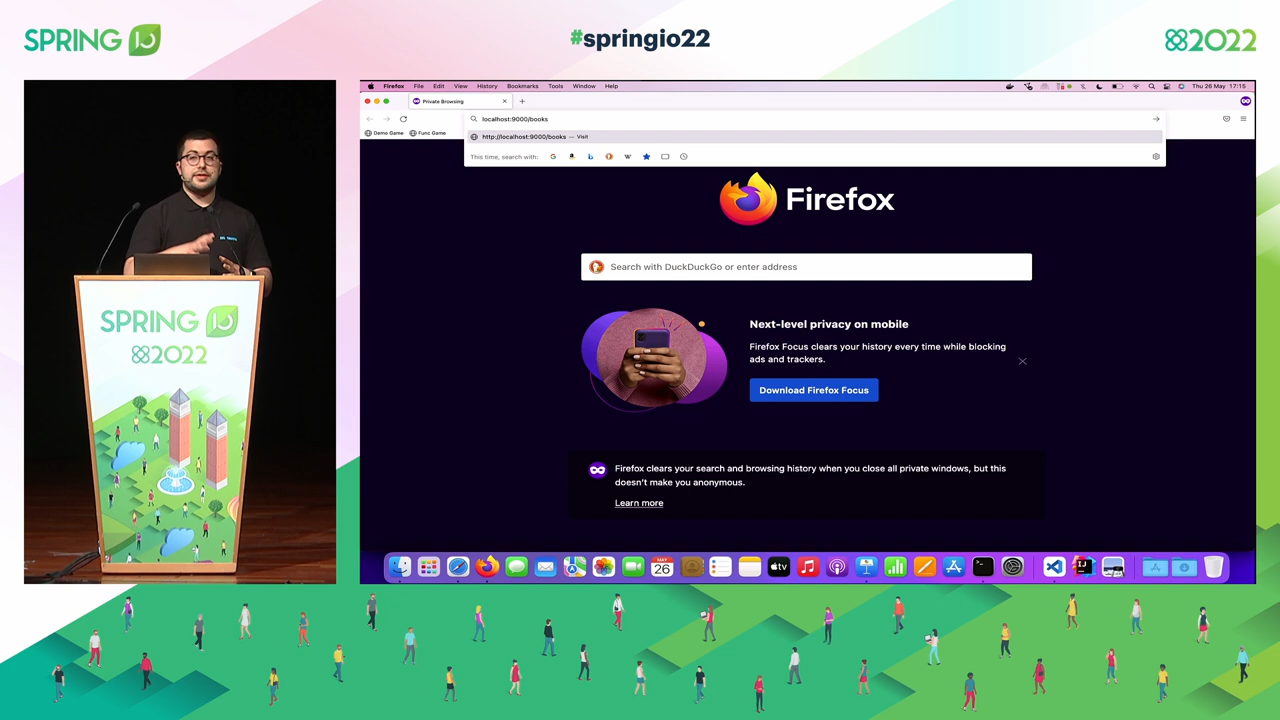 SPRING IO
#springio22
2022
Firefox File Edit View History Bookmarks Tools Window Help
Thu 26 May 17:15
Private Browsing
localhost:9000/books
Demo Game Func Game
http://localhost:9000/books — Visit
This time, search with:
Firefox
Search with DuckDuckGo or enter address
Next-level privacy on mobile
Firefox Focus clears your history every time while blocking
ads and trackers.
Download Firefox Focus
Firefox clears your search and browsing history when you close all private windows, but this
doesn't make you anonymous.
Learn more
SPRING IO
2022
MAY
26
tv